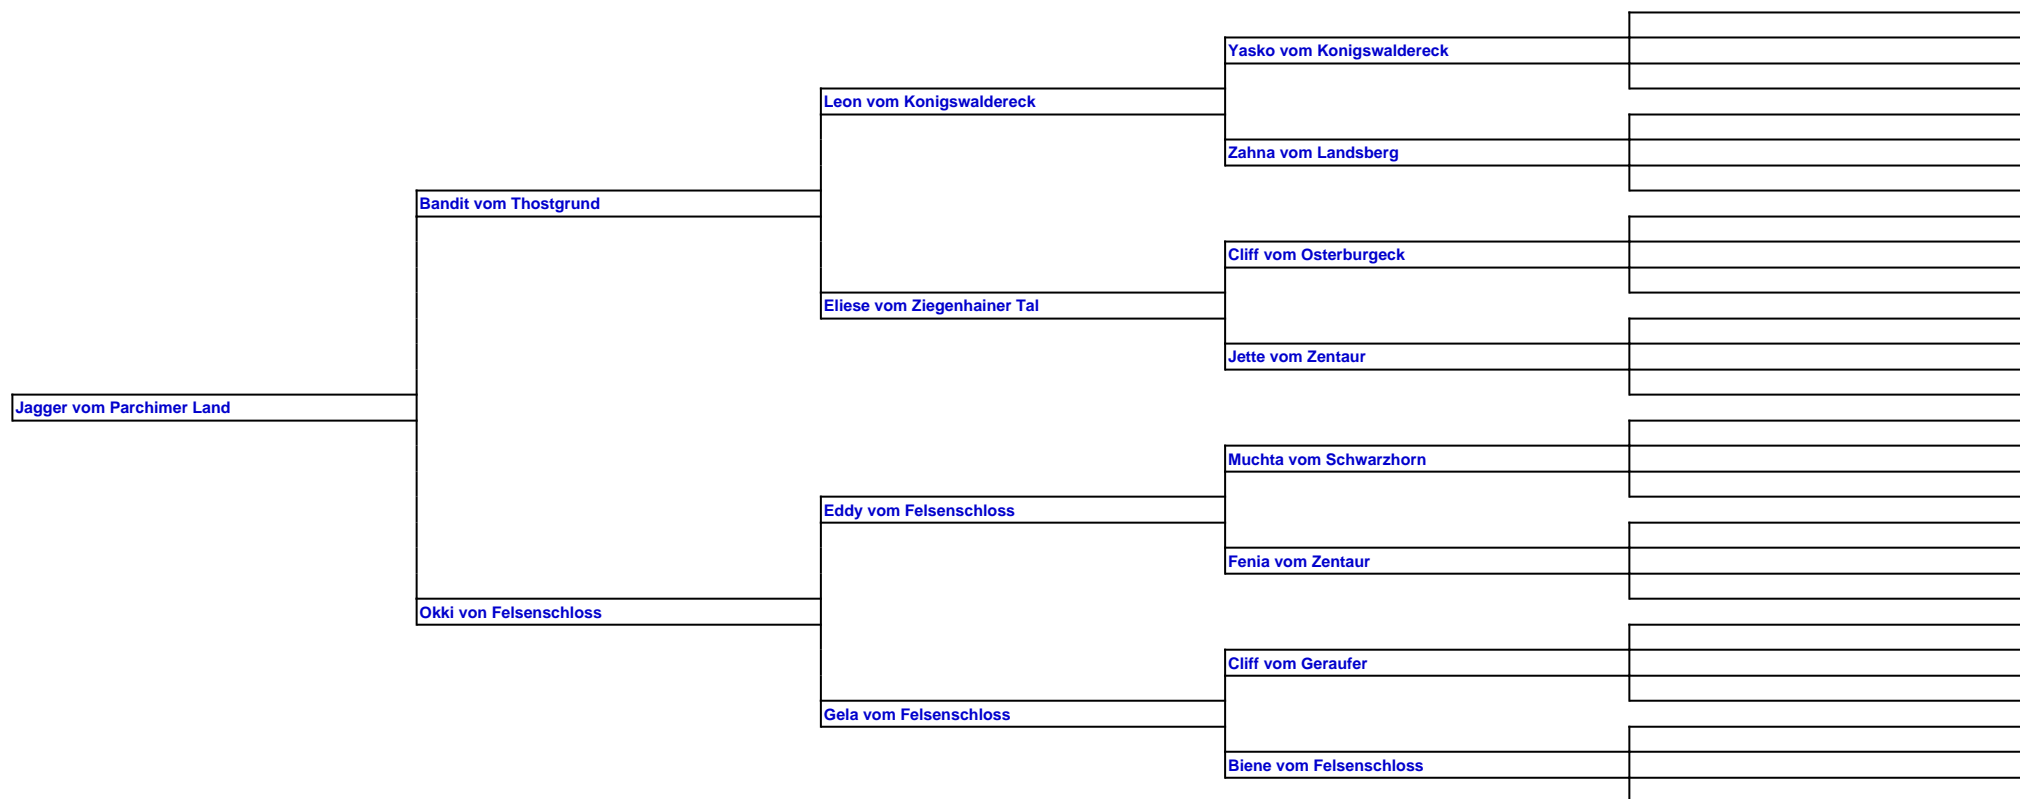 Yasko vom Konigswaldereck
Leon vom Konigswaldereck
Zahna vom Landsberg
Bandit vom Thostgrund
Cliff vom Osterburgeck
Eliese vom Ziegenhainer Tal
Jette vom Zentaur
Jagger vom Parchimer Land
Muchta vom Schwarzhorn
Eddy vom Felsenschloss
Fenia vom Zentaur
Okki von Felsenschloss
Cliff vom Geraufer
Gela vom Felsenschloss
Biene vom Felsenschloss